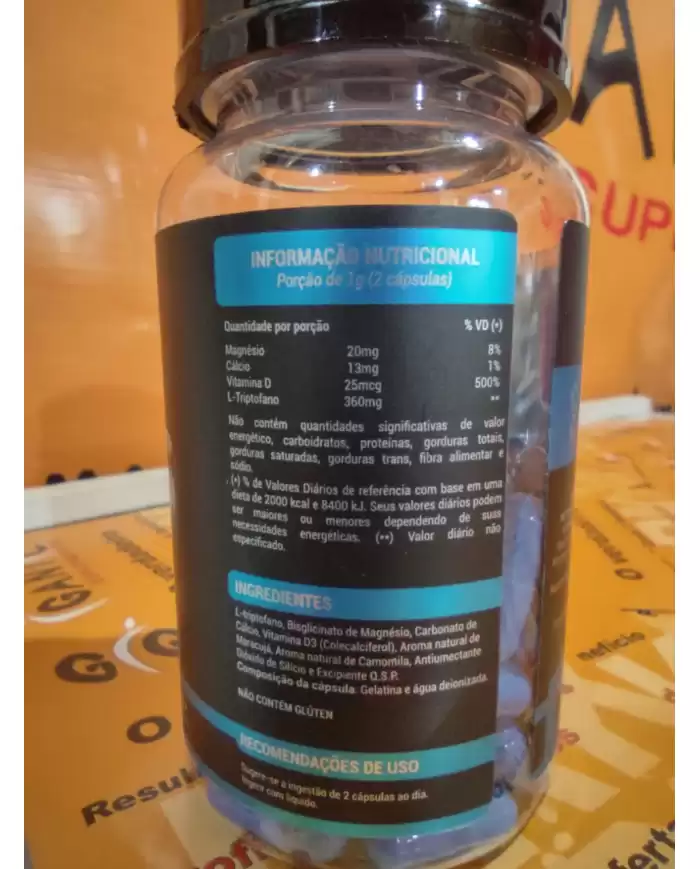 A
SUP
INFORMAÇÃO NUTRICIONAL
Porção de 1g (2 cápsulas)
Quantidade por porção % VD (*)
Magnésio 20mg 8%
Cálcio 13mg 1%
Vitamina D 25mcg 500%
L-Triptofano 360mg **
Não contém quantidades significativas de valor
energético, carboidratos, proteínas, gorduras totais,
gorduras saturadas, gorduras trans, fibra alimentar e
sódio.
(*) % de Valores Diários de referência com base em uma
dieta de 2000 kcal e 8400 kJ. Seus valores diários podem
ser maiores ou menores dependendo de suas
necessidades energéticas. (**) Valor diário não
especificado.
INGREDIENTES
L-triptofano, Bisglicinato de Magnésio, Carbonato de
Cálcio, Vitamina D3 (Colecalciferol), Aroma natural de
Maracujá, Aroma natural de Camomila, Antiumectante
Dióxido de Silício e Excipiente Q.S.P.
Composição da cápsula: Gelatina e água deionizada.
NÃO CONTÉM GLÚTEN
RECOMENDAÇÕES DE USO
Sugere-se a ingestão de 2 cápsulas ao dia.
Ingere com líquido.